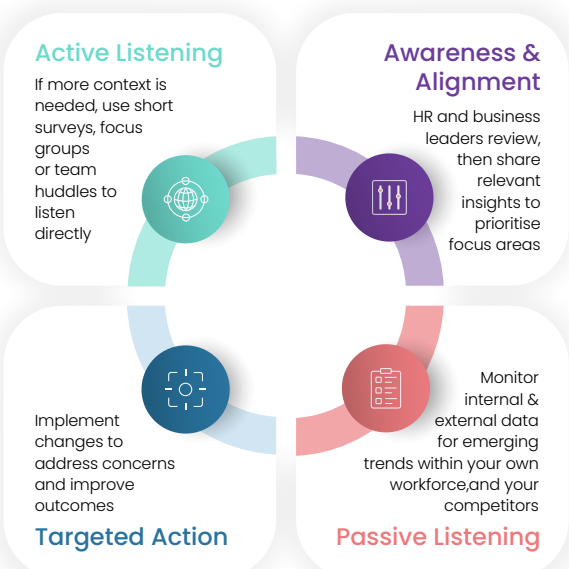 Active Listening
If more context is
needed, use short
surveys, focus
groups
or team
huddles to
listen
directly
Awareness &
Alignment
HR and business
leaders review,
then share
relevant
insights to
prioritise
focus areas
Implement
changes to
address concerns
and improve
outcomes
Targeted Action
Monitor
internal &
external data
for emerging
trends within your own
workforce,and your
competitors
Passive Listening